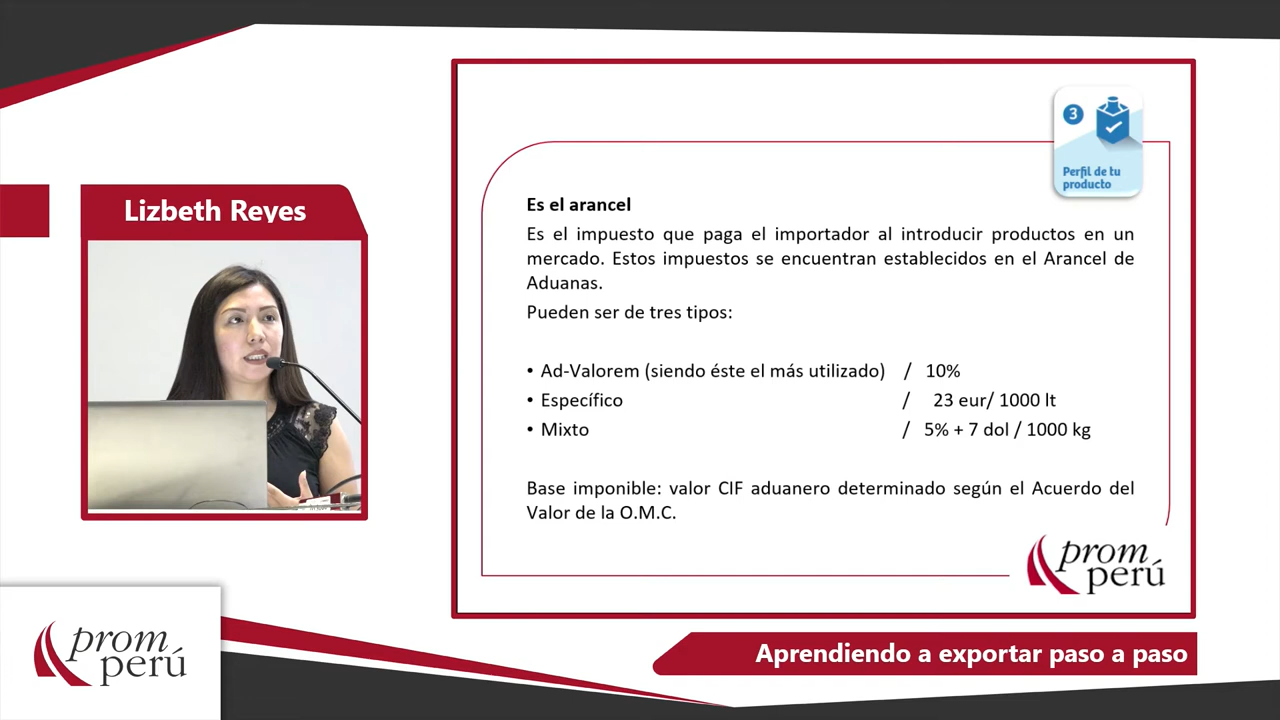 Lizbeth Reyes
3
Perfil de tu
producto
Es el arancel
Es el impuesto que paga el importador al introducir productos en un
mercado. Estos impuestos se encuentran establecidos en el Arancel de
Aduanas.
Pueden ser de tres tipos:
• Ad-Valorem (siendo éste el más utilizado) / 10%
• Específico / 23 eur/ 1000 lt
• Mixto / 5% + 7 dol / 1000 kg
Base imponible: valor CIF aduanero determinado según el Acuerdo del
Valor de la O.M.C.
prom
perú
prom
perú
Aprendiendo a exportar paso a paso